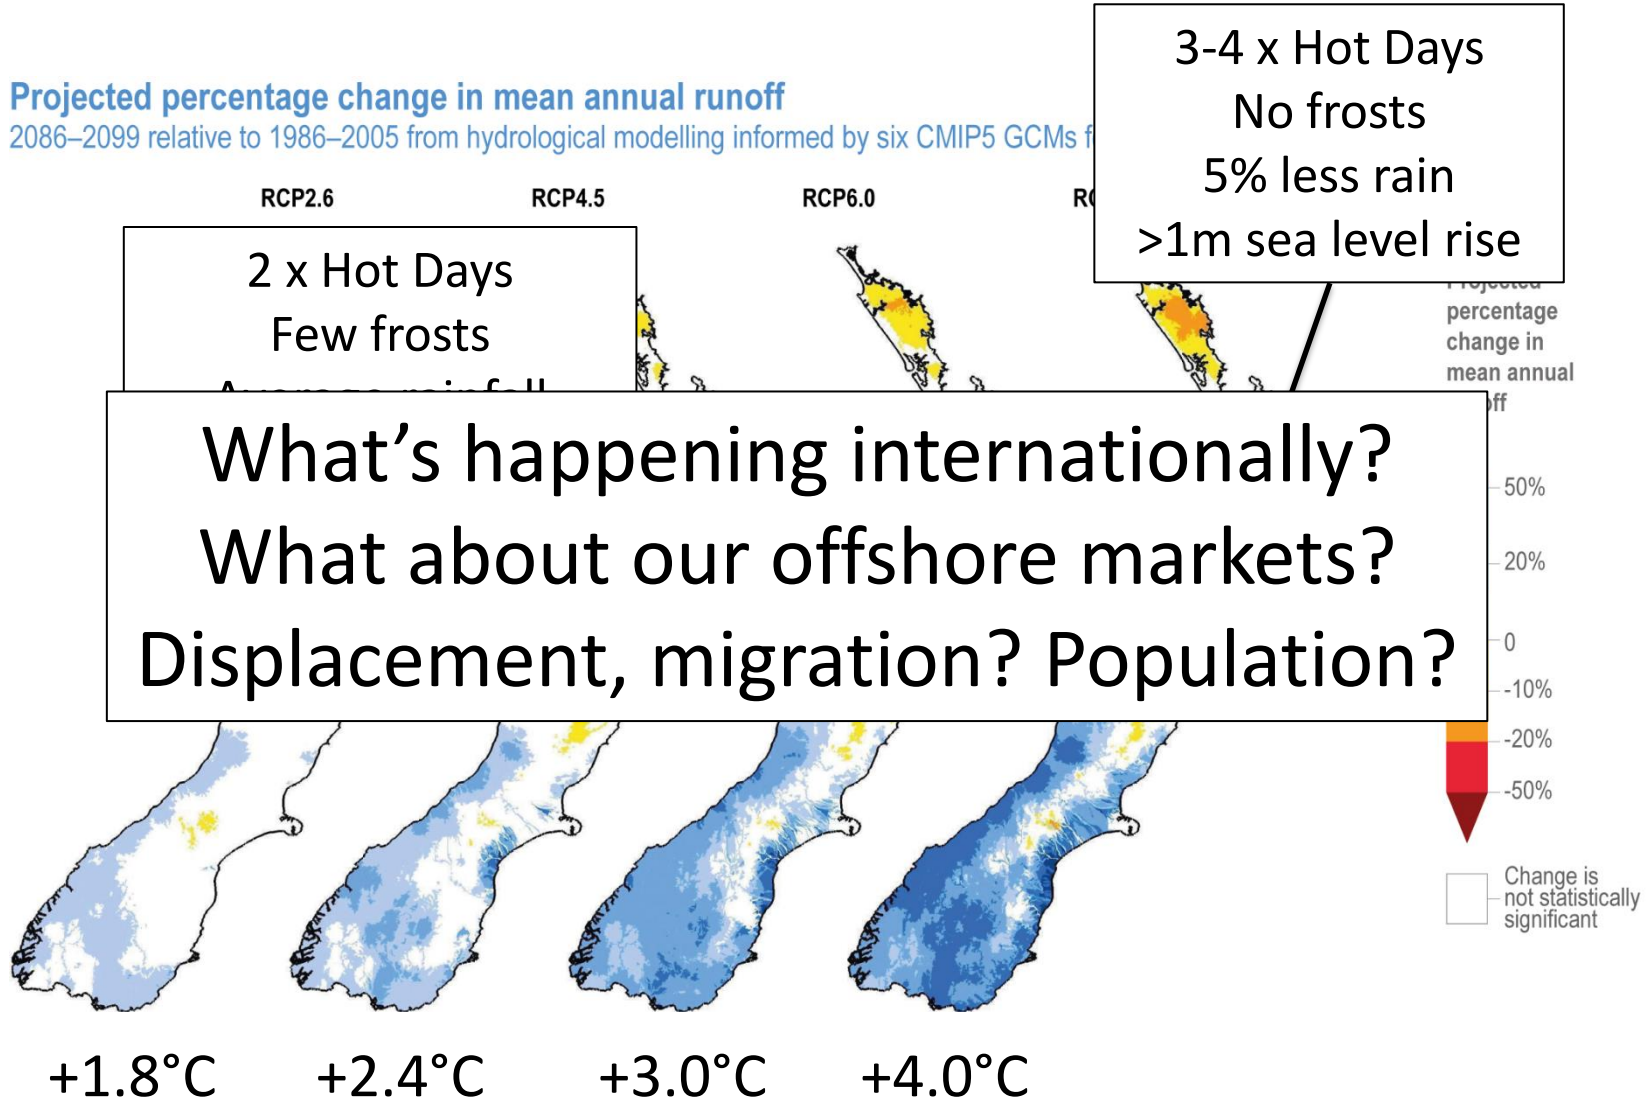 Projected percentage change in mean annual runoff
2086–2099 relative to 1986–2005 from hydrological modelling informed by six CMIP5 GCMs
3-4 x Hot Days
No frosts
5% less rain
>1m sea level rise
RCP2.6 RCP4.5 RCP6.0
2 x Hot Days
Few frosts
Average rainfall
Projected
percentage
change in
mean annual
What’s happening internationally?
What about our offshore markets?
Displacement, migration? Population?
50%
20%
0
-10%
-20%
-50%
Change is
not statistically
significant
+1.8°C +2.4°C +3.0°C +4.0°C